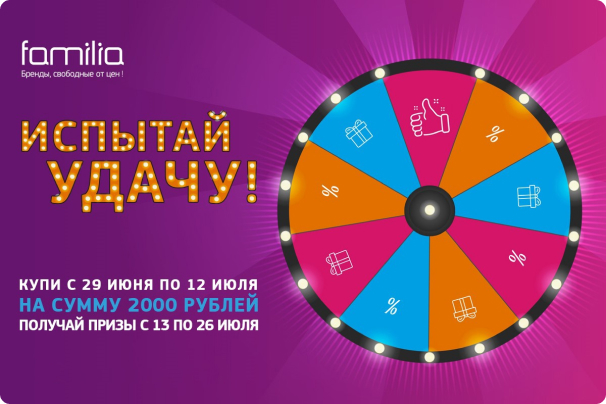 familia
Бренды, свободные от цен!
ИСПЫТАЙ
УДАЧУ!
КУПИ С 29 ИЮНЯ ПО 12 ИЮЛЯ
НА СУММУ 2000 РУБЛЕЙ
ПОЛУЧАЙ ПРИЗЫ С 13 ПО 26 ИЮЛЯ
%
%
%
%